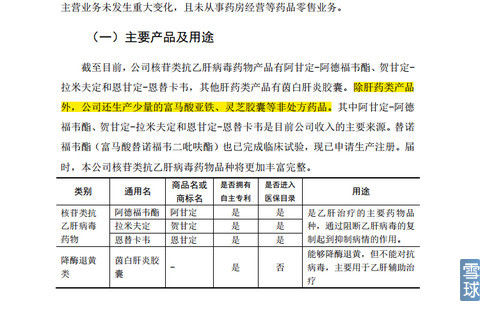 主营业务未发生重大变化，且未从事药房经营等药品零售业务。
（一）主要产品及用途
截至目前，公司核苷类抗乙肝病毒药物产品有阿甘定-阿德福韦酯、贺甘定-
拉米夫定和恩甘定-恩替卡韦，其他肝药类产品有茵白肝炎胶囊。除肝药类产品
外，公司还生产少量的富马酸亚铁、灵芝胶囊等非处方药品。其中阿甘定-阿德
福韦酯、贺甘定-拉米夫定和恩甘定-恩替卡韦是目前公司收入的主要来源。替诺
福韦酯（富马酸替诺福韦二吡呋酯）也已完成临床试验，现已申请生产注册。届
时，本公司核苷类抗乙肝病毒药物品种将更加丰富完整。
类别 通用名 商品名或商标名 是否拥有自主专利 是否进入医保目录 用途
核苷类抗乙肝病毒药物 阿德福韦酯 阿甘定 是 是 是乙肝治疗的主要药物品种，通过阻断乙肝病毒的复制起到抑制病情的作用。
拉米夫定 贺甘定 是 是
恩替卡韦 恩甘定 是 是
降酶退黄类 茵白肝炎胶囊 - 是 否 能够降酶退黄，但不能对抗病毒，主要用于乙肝辅助治疗
雪球